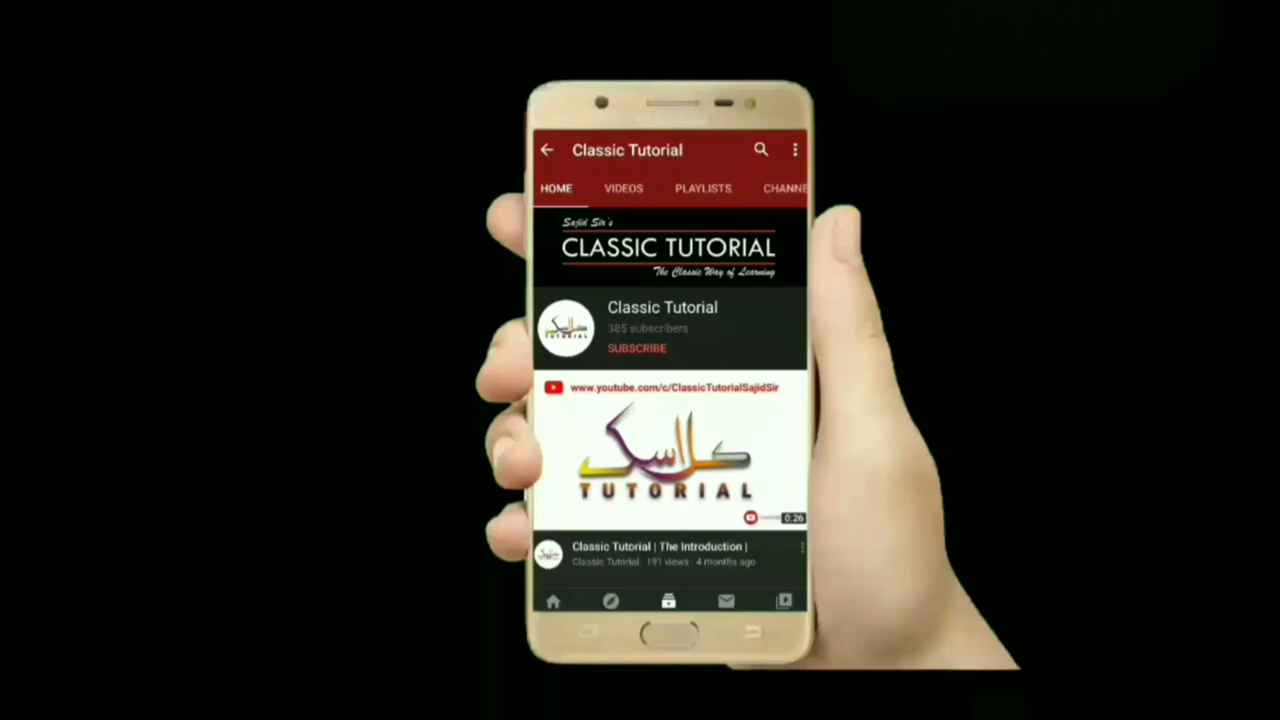 Classic Tutorial
HOME VIDEOS PLAYLISTS CHANNE
Sajid Sir's
CLASSIC TUTORIAL
The Classic Way of Learning
Classic Tutorial
385 subscribers
SUBSCRIBE
www.youtube.com/c/ClassicTutorialSajidSir
کلاسک
TUTORIAL
0:26
Classic Tutorial | The Introduction |
Classic Tutorial · 191 views · 4 months ago